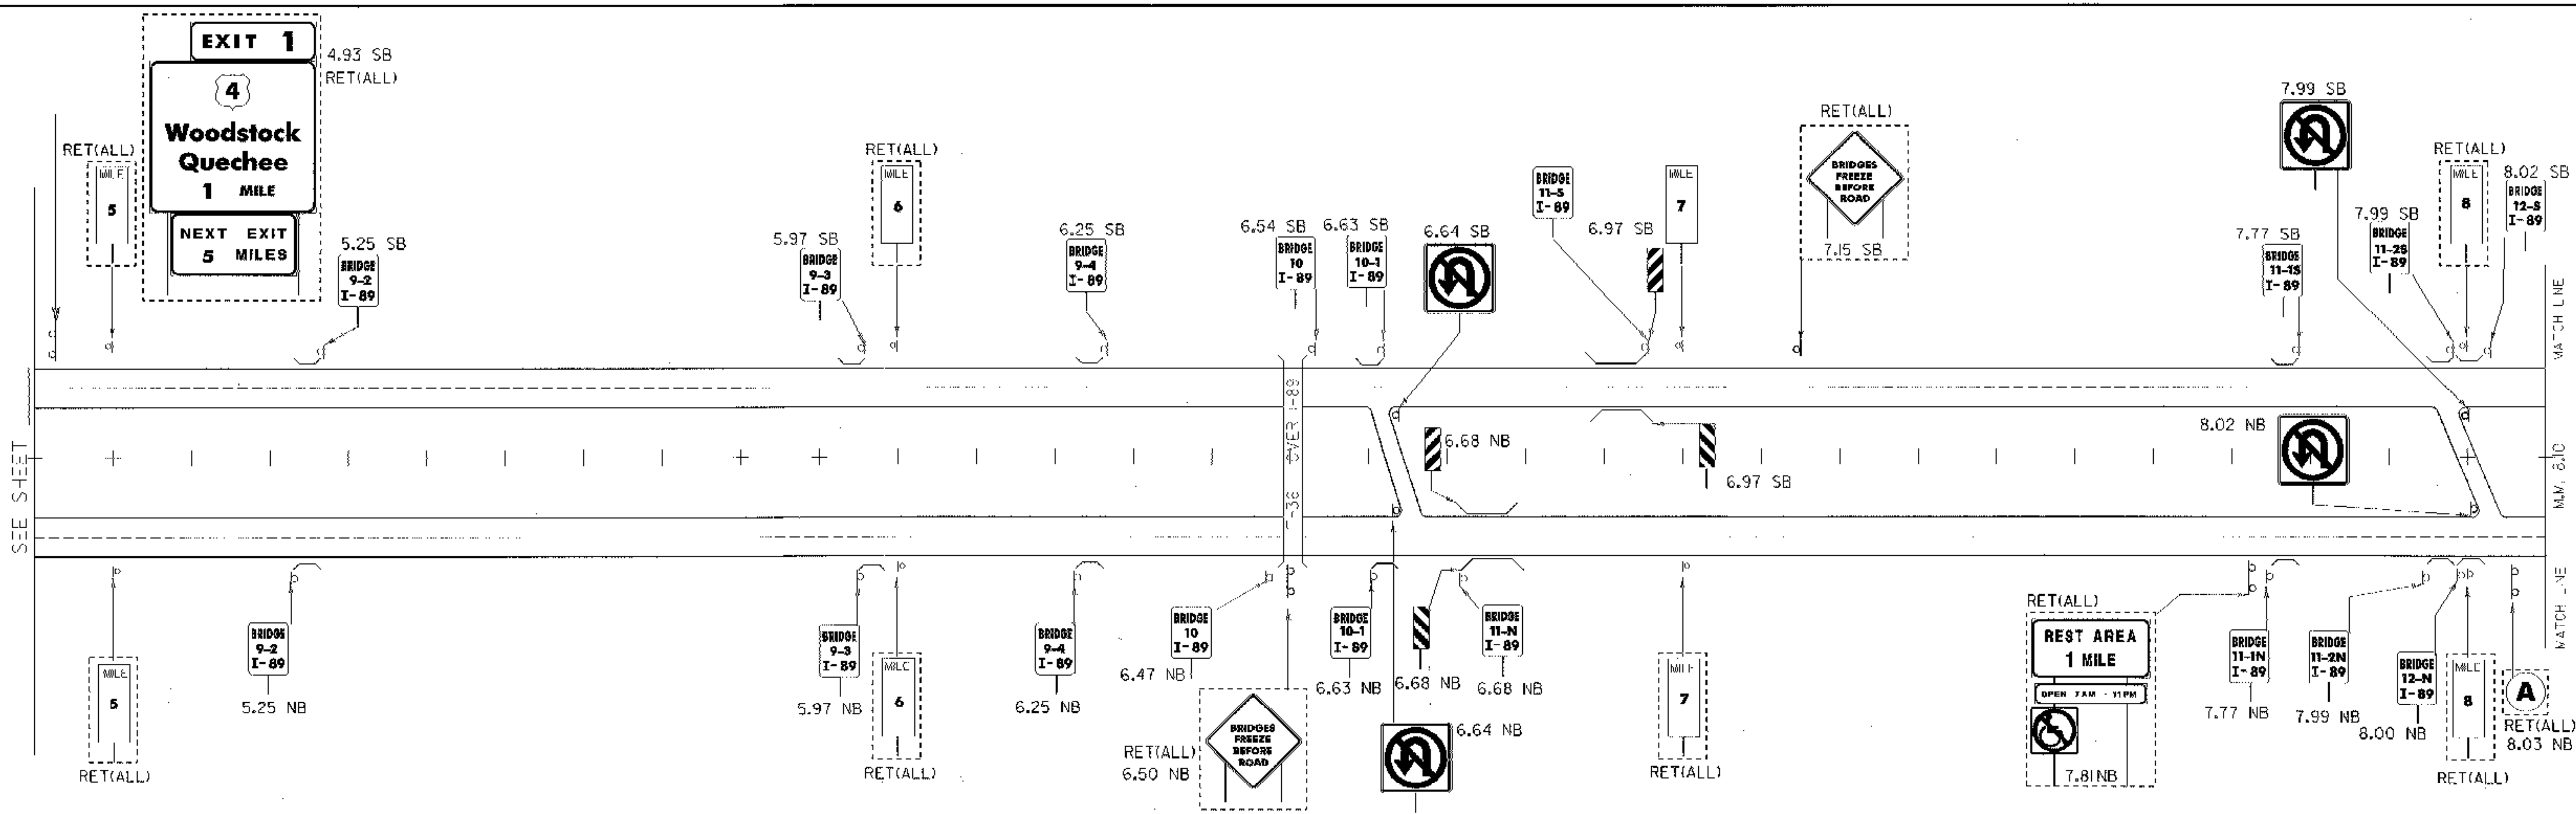 EXIT 1
4.93 SB
RET(ALL)
4
Woodstock
Quechee
1 MILE
NEXT EXIT
5 MILES
RET(ALL)
MILE
5
5.25 SB
BRIDGE
9-2
I-89
5.97 SB
BRIDGE
9-3
I-89
RET(ALL)
MILE
6
6.25 SB
BRIDGE
9-4
I-89
6.54 SB
BRIDGE
10
I-89
6.63 SB
BRIDGE
10-1
I-89
6.64 SB
BRIDGE
11-S
I-89
6.97 SB
MILE
7
RET(ALL)
BRIDGES
FREEZE
BEFORE
ROAD
7.15 SB
7.77 SB
BRIDGE
11-1S
I-89
7.99 SB
7.99 SB
BRIDGE
11-2S
I-89
RET(ALL)
MILE
8
8.02 SB
BRIDGE
12-S
I-89
MATCH LINE
SEE SHEET
OVER I-89
6.68 NB
6.97 SB
8.02 NB
M.M. 8.10
MATCH LINE
MILE
5
RET(ALL)
BRIDGE
9-2
I-89
5.25 NB
BRIDGE
9-3
I-89
5.97 NB
MILE
6
RET(ALL)
BRIDGE
9-4
I-89
6.25 NB
BRIDGE
10
I-89
6.47 NB
BRIDGES
FREEZE
BEFORE
ROAD
RET(ALL)
6.50 NB
BRIDGE
10-1
I-89
6.63 NB
6.68 NB
BRIDGE
11-N
I-89
6.68 NB
6.64 NB
MILE
7
RET(ALL)
RET(ALL)
REST AREA
1 MILE
OPEN 7 AM - 11 PM
7.81 NB
BRIDGE
11-1N
I-89
7.77 NB
BRIDGE
11-2N
I-89
7.99 NB
BRIDGE
12-N
I-89
8.00 NB
MILE
8
RET(ALL)
A
RET(ALL)
8.03 NB